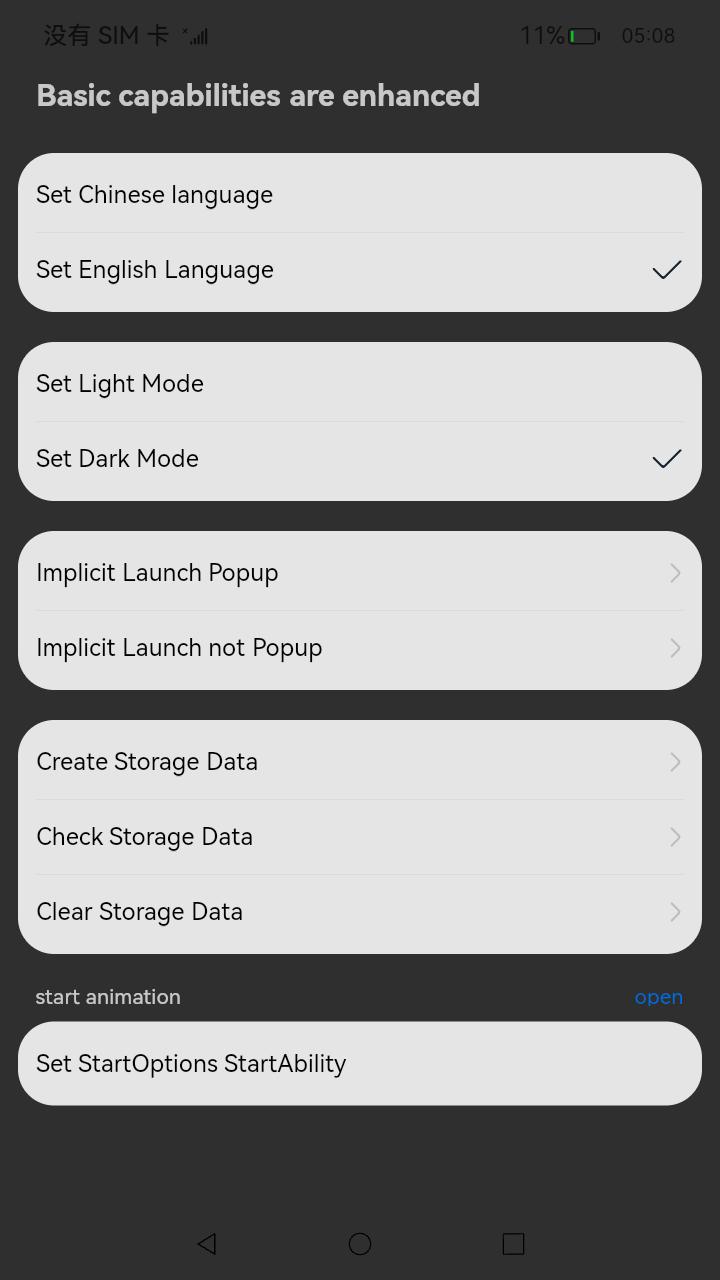 没有 SIM 卡 11% 05:08
Basic capabilities are enhanced
Set Chinese language
Set English Language
Set Light Mode
Set Dark Mode
Implicit Launch Popup
Implicit Launch not Popup
Create Storage Data
Check Storage Data
Clear Storage Data
start animation open
Set StartOptions StartAbility